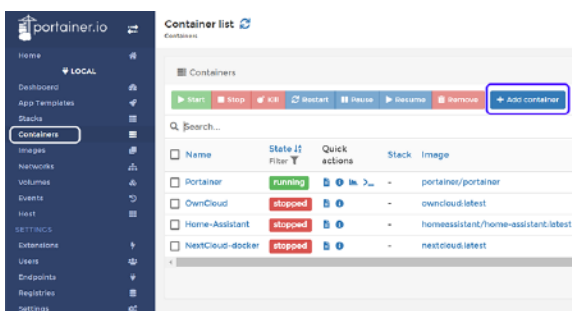 portainer.io
Container list
Containers
Home
LOCAL
Dashboard
App Templates
Stacks
Containers
Images
Networks
Volumes
Events
Host
SETTINGS
Extensions
Users
Endpoints
Registries
Settings
Containers
Start Stop Kill Restart Pause Resume Remove + Add container
Search...
Name State Filter Quick actions Stack Image
Portainer running - portainer/portainer
OwnCloud stopped - owncloud:latest
Home-Assistant stopped - homeassistant/home-assistant:latest
NextCloud-docker stopped - nextcloud:latest